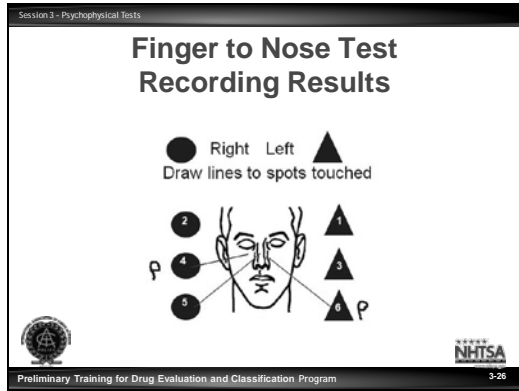 Session 3 - Psychophysical Tests
Finger to Nose Test
Recording Results
Right Left
Draw lines to spots touched
2
1
P 4
3
5
6 P
NHTSA
Preliminary Training for Drug Evaluation and Classification Program
3-26